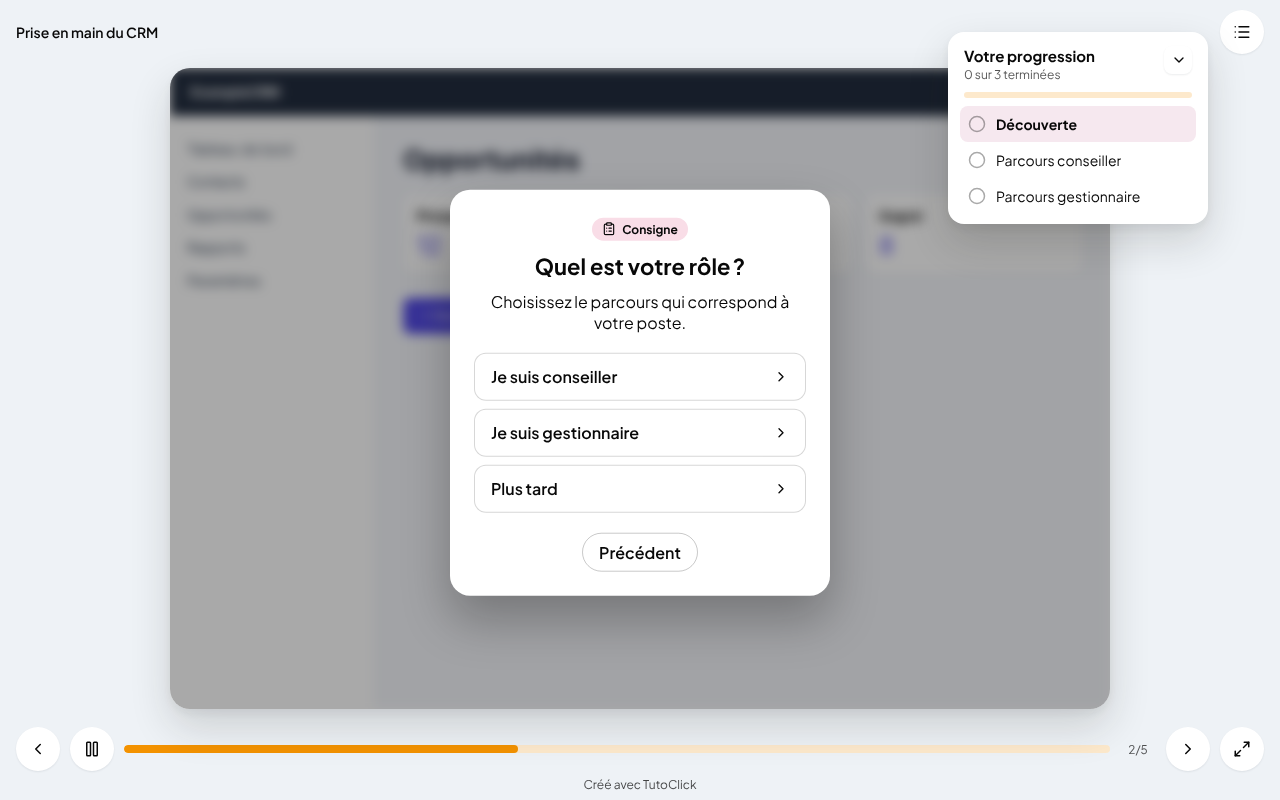 Prise en main du CRM
Votre progression
0 sur 3 terminées
Découverte
Parcours conseiller
Parcours gestionnaire
Opportunités
Consigne
Quel est votre rôle ?
Choisissez le parcours qui correspond à
votre poste.
Je suis conseiller
Je suis gestionnaire
Plus tard
Précédent
2/5
Créé avec TutoClick